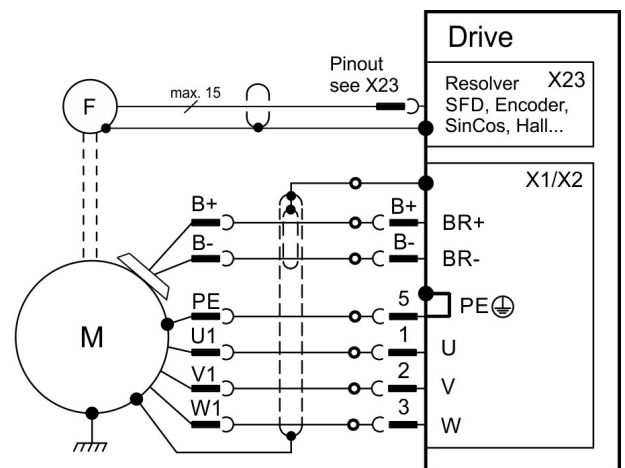 Drive
Pinout
see X23
Resolver X23
SFD, Encoder,
SinCos, Hall...
max. 15
F
X1/X2
B+ B+ BR+
B- B- BR-
PE 5 PE
U1 1 U
V1 2 V
W1 3 W
M